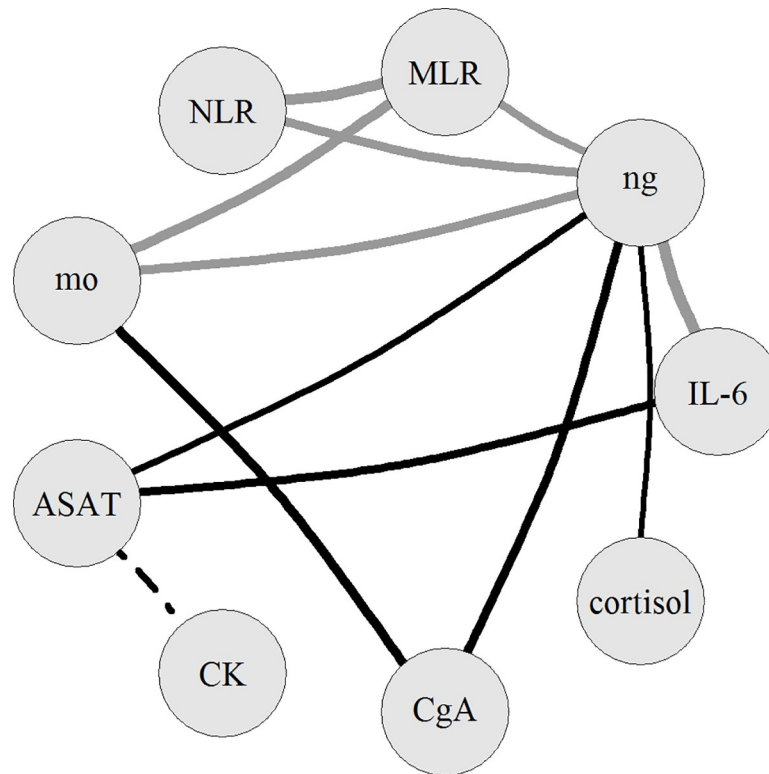 MLR
NLR
ng
mo
IL-6
ASAT
cortisol
CK
CgA